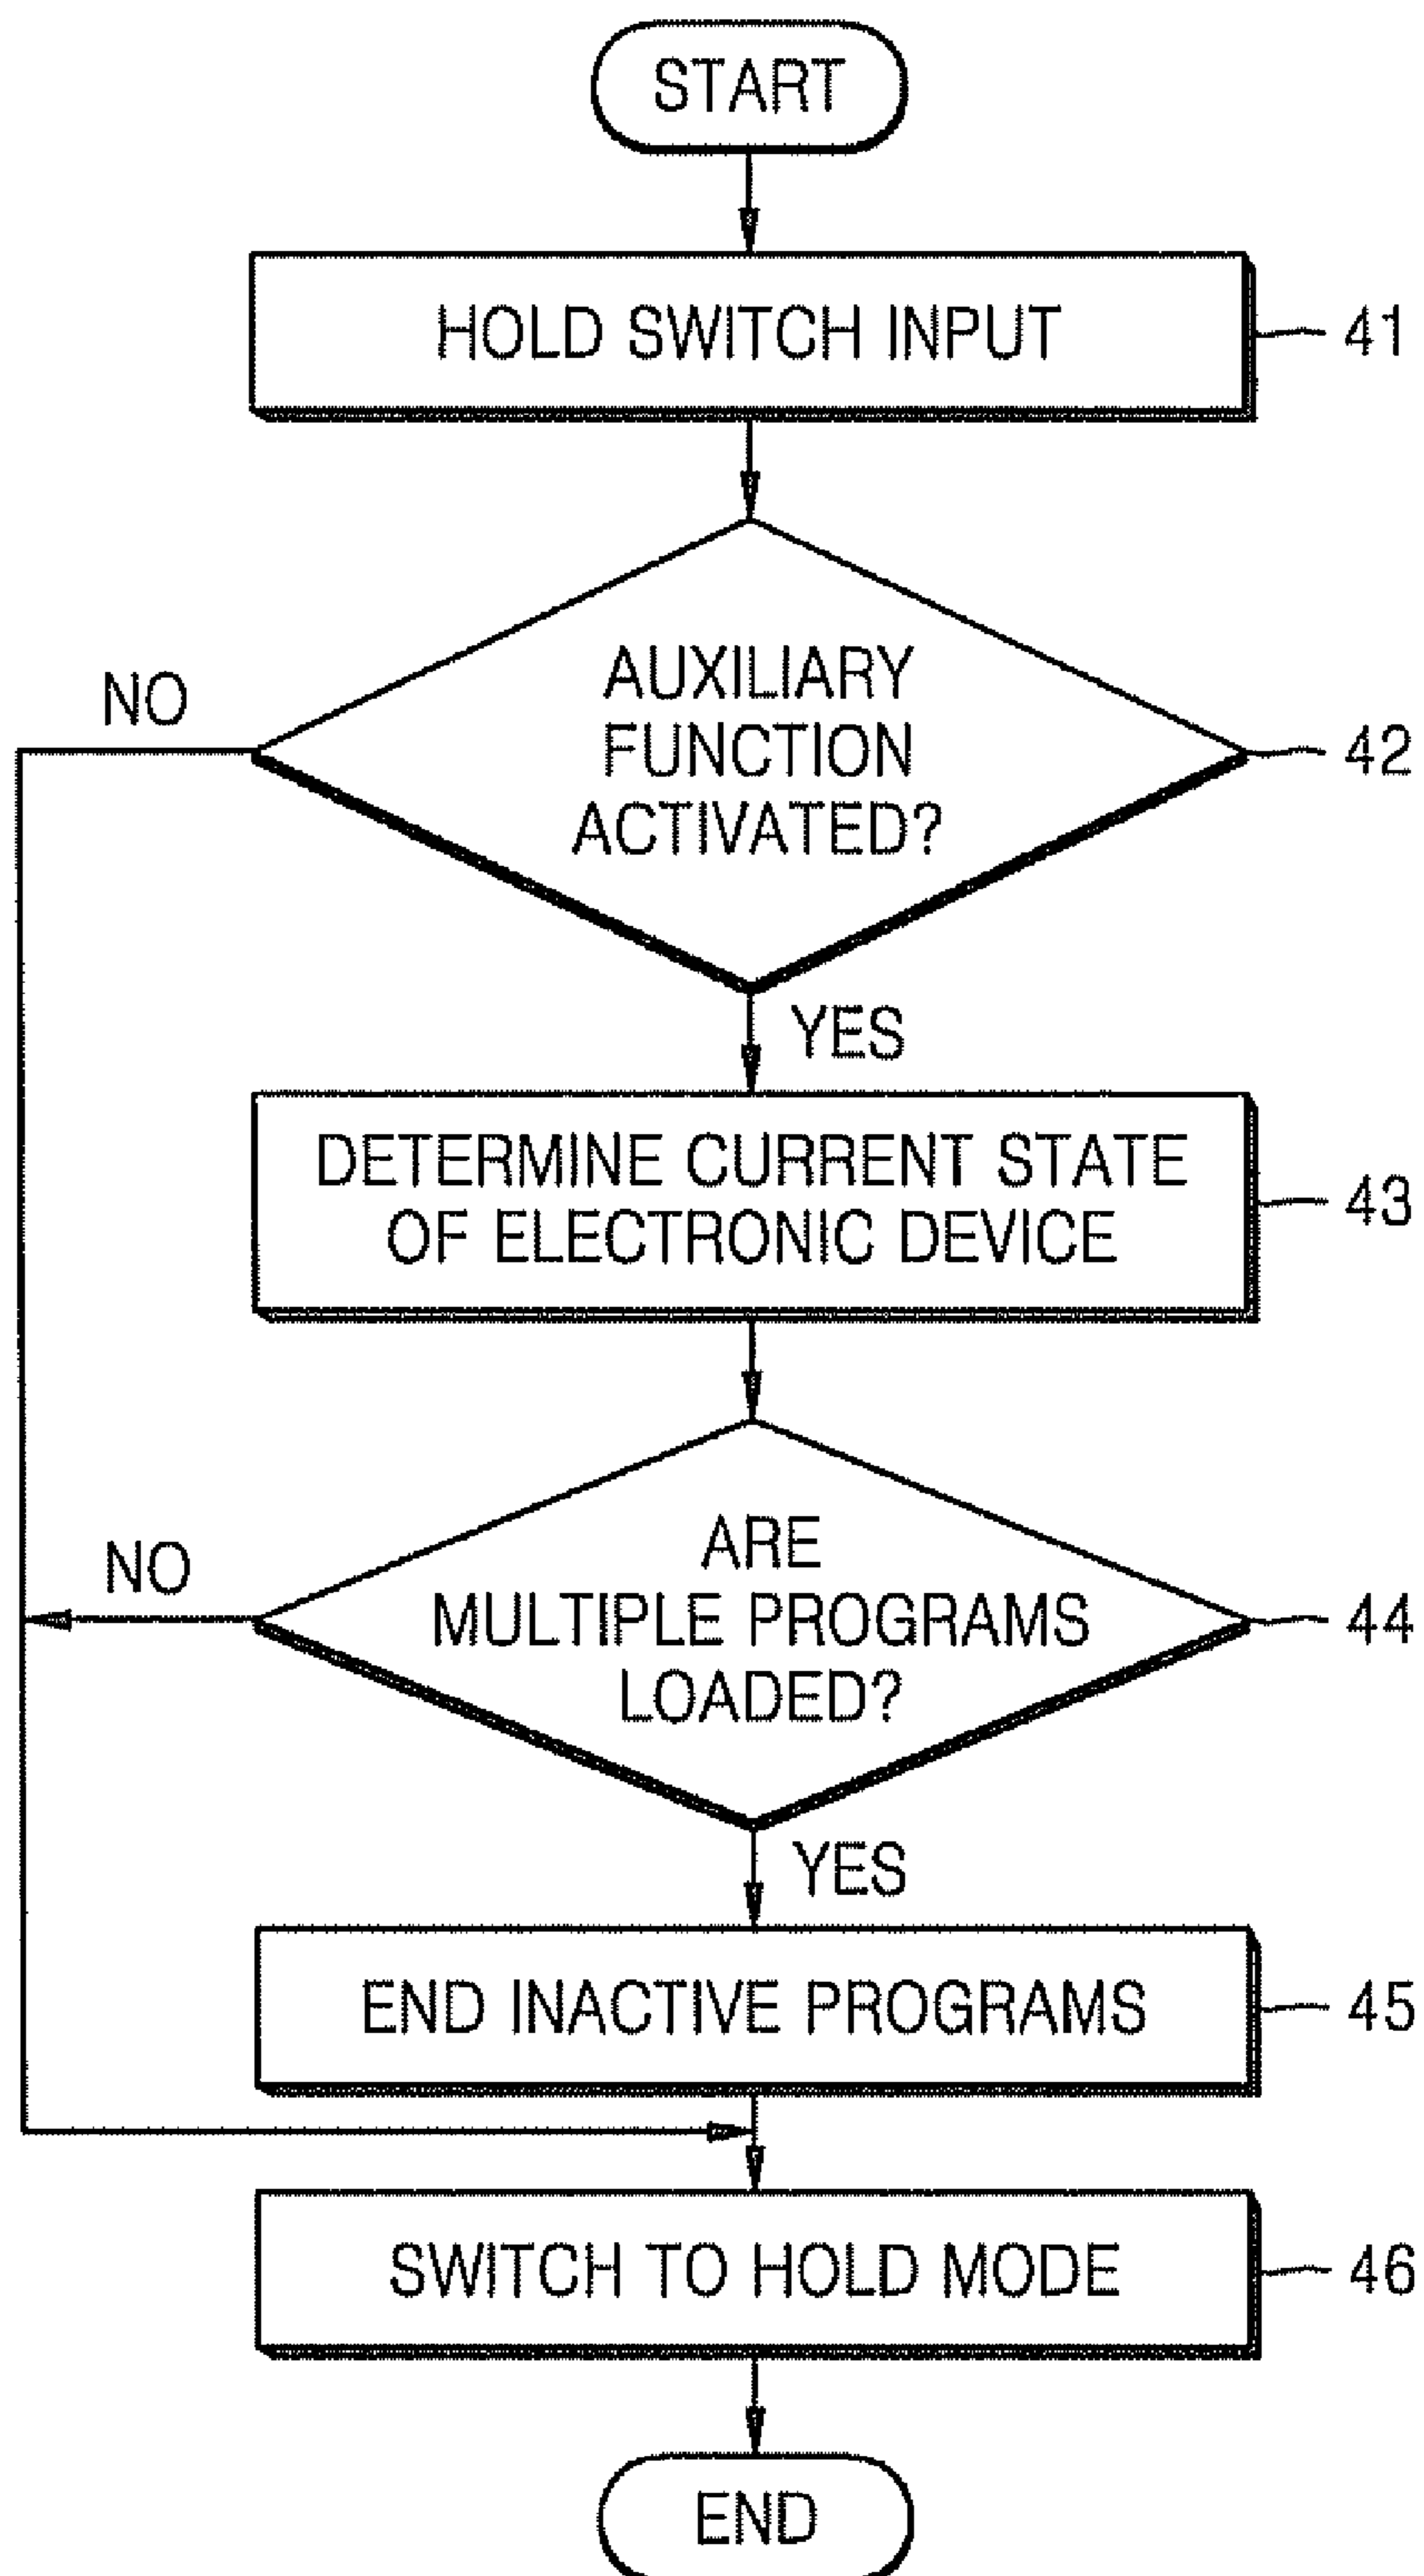 START
HOLD SWITCH INPUT
41
AUXILIARY
FUNCTION
ACTIVATED?
42
NO
YES
DETERMINE CURRENT STATE
OF ELECTRONIC DEVICE
43
ARE
MULTIPLE PROGRAMS
LOADED?
44
NO
YES
END INACTIVE PROGRAMS
45
SWITCH TO HOLD MODE
46
END